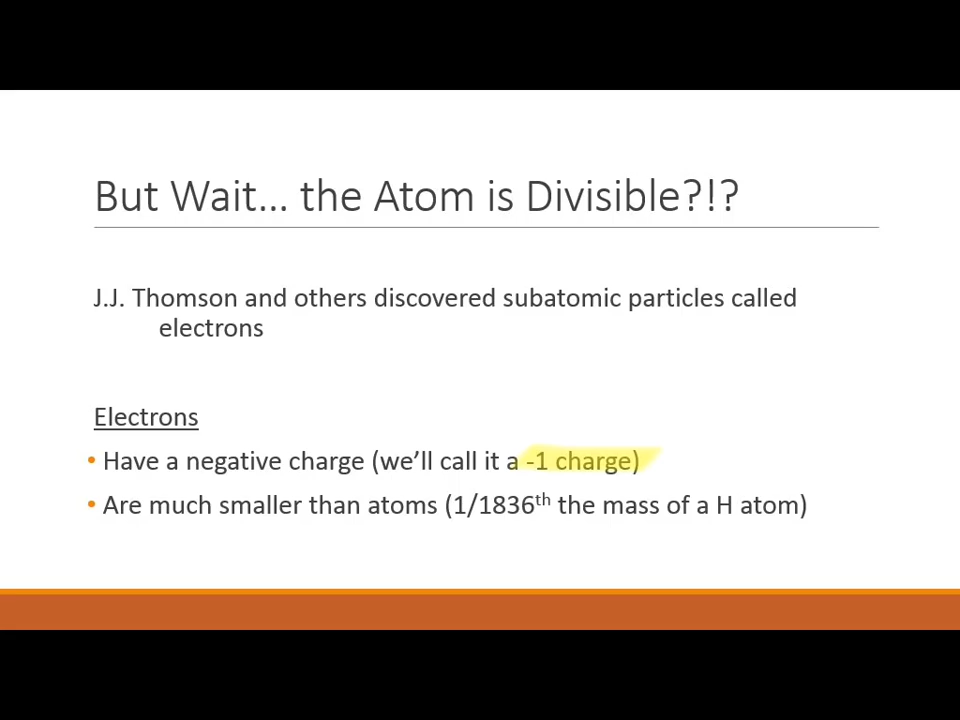 But Wait... the Atom is Divisible?!?
J.J. Thomson and others discovered subatomic particles called
electrons
Electrons
• Have a negative charge (we'll call it a -1 charge)
• Are much smaller than atoms (1/1836th the mass of a H atom)